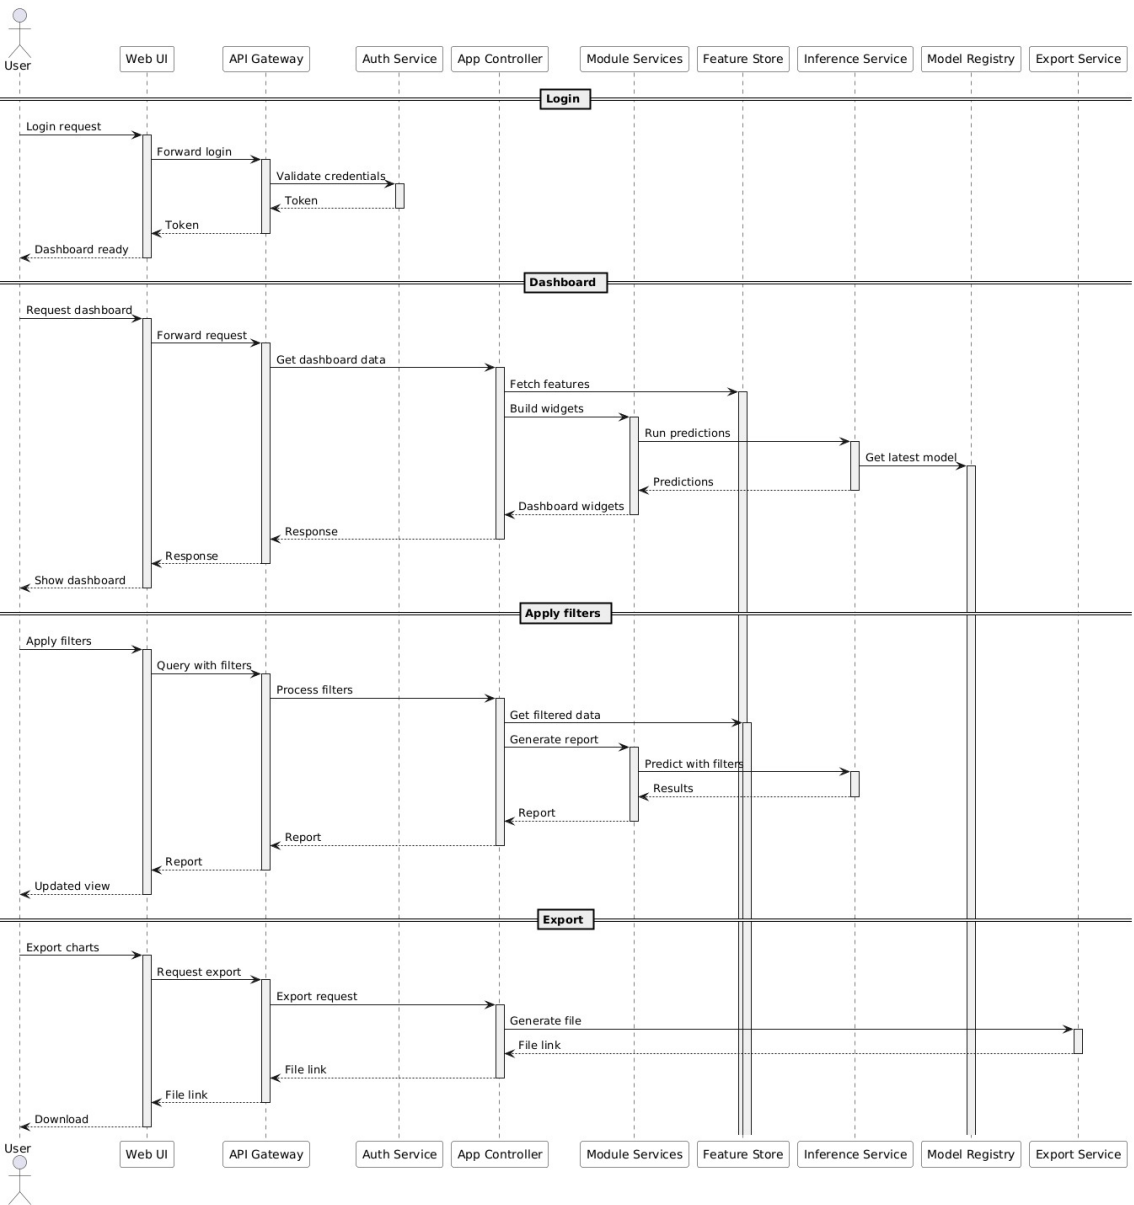 User
Web UI
API Gateway
Auth Service
App Controller
Module Services
Feature Store
Inference Service
Model Registry
Export Service
Login
Login request
Forward login
Validate credentials
Token
Token
Dashboard ready
Dashboard
Request dashboard
Forward request
Get dashboard data
Fetch features
Build widgets
Run predictions
Get latest model
Predictions
Dashboard widgets
Response
Response
Show dashboard
Apply filters
Apply filters
Query with filters
Process filters
Get filtered data
Generate report
Predict with filters
Results
Report
Report
Report
Updated view
Export
Export charts
Request export
Export request
Generate file
File link
File link
File link
Download
User
Web UI
API Gateway
Auth Service
App Controller
Module Services
Feature Store
Inference Service
Model Registry
Export Service